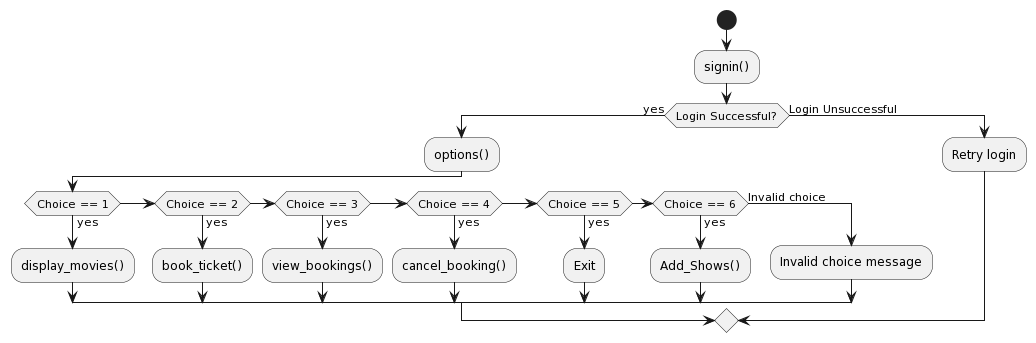 signin()
yes
Login Successful?
Login Unsuccessful
options()
Retry login
Choice == 1
Choice == 2
Choice == 3
Choice == 4
Choice == 5
Choice == 6
Invalid choice
yes
yes
yes
yes
yes
yes
display_movies()
book_ticket()
view_bookings()
cancel_booking()
Exit
Add_Shows()
Invalid choice message